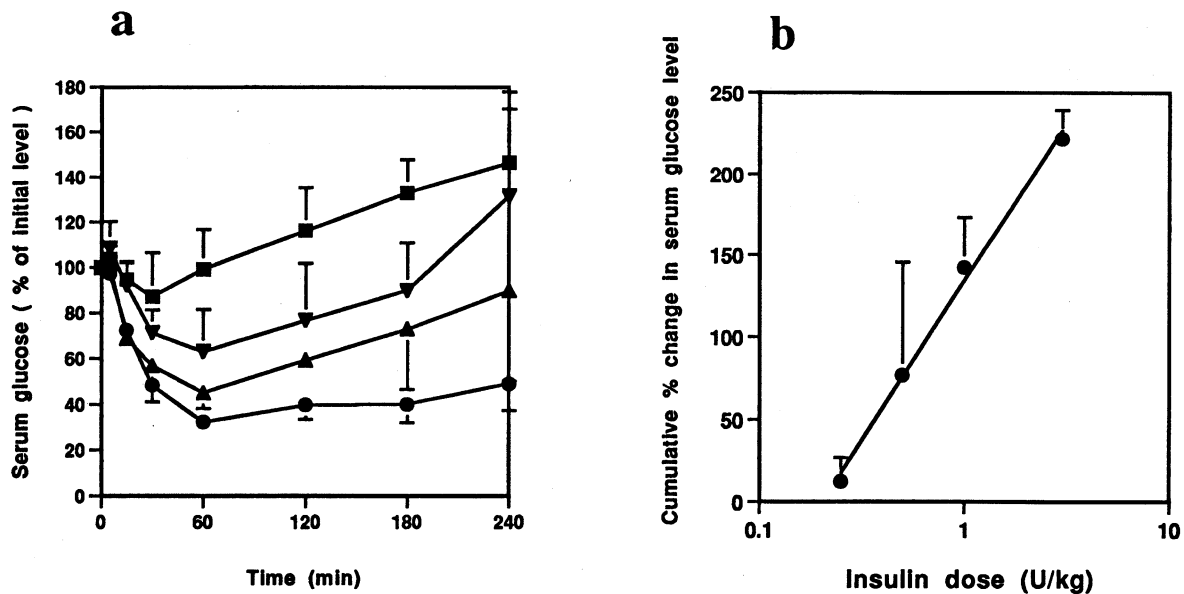 a
b
Serum glucose ( % of initial level )
180
160
140
120
100
80
60
40
20
0
0 60 120 180 240
Time (min)
Cumulative % change in serum glucose level
250
200
150
100
50
0
0.1 1 10
Insulin dose (U/kg)